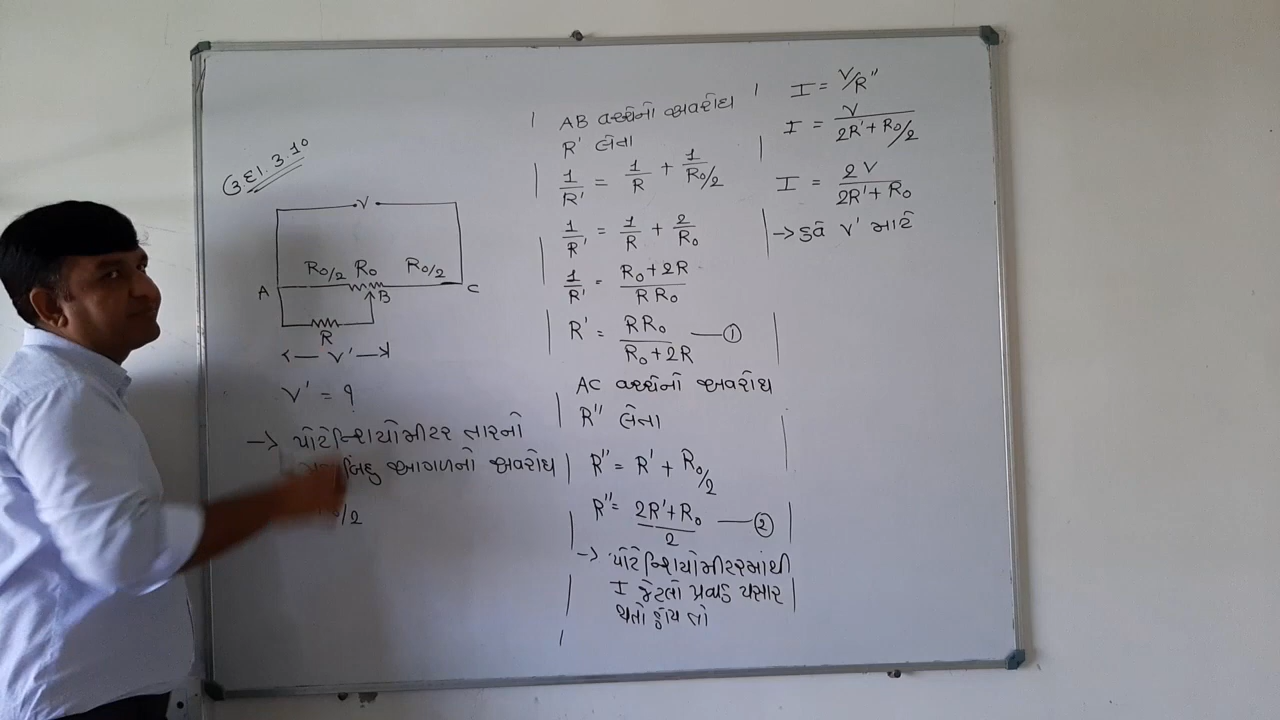 ઉદા. 3.10
V
R₀/2 R₀ R₀/2
A B C
R
V'
V' = ?
→ પોટેન્શિયોમીટર તારનો
બિંદુ આગળનો અવરોધ
/2
AB વચ્ચેનો અવરોધ
R' લેતા
1/R' = 1/R + 1/R₀/2
1/R' = 1/R + 2/R₀
1/R' = R₀ + 2R / R R₀
R' = RR₀ / R₀ + 2R —— ①
AC વચ્ચેનો અવરોધ
R'' લેતા
R'' = R' + R₀/2
R'' = 2R' + R₀ / 2 —— ②
→ પોટેન્શિયોમીટરમાંથી
I જેટલો પ્રવાહ પસાર
થતો હોય તો
I = V/R''
I = V / 2R' + R₀/2
I = 2V / 2R' + R₀
→ હવે V' માટે